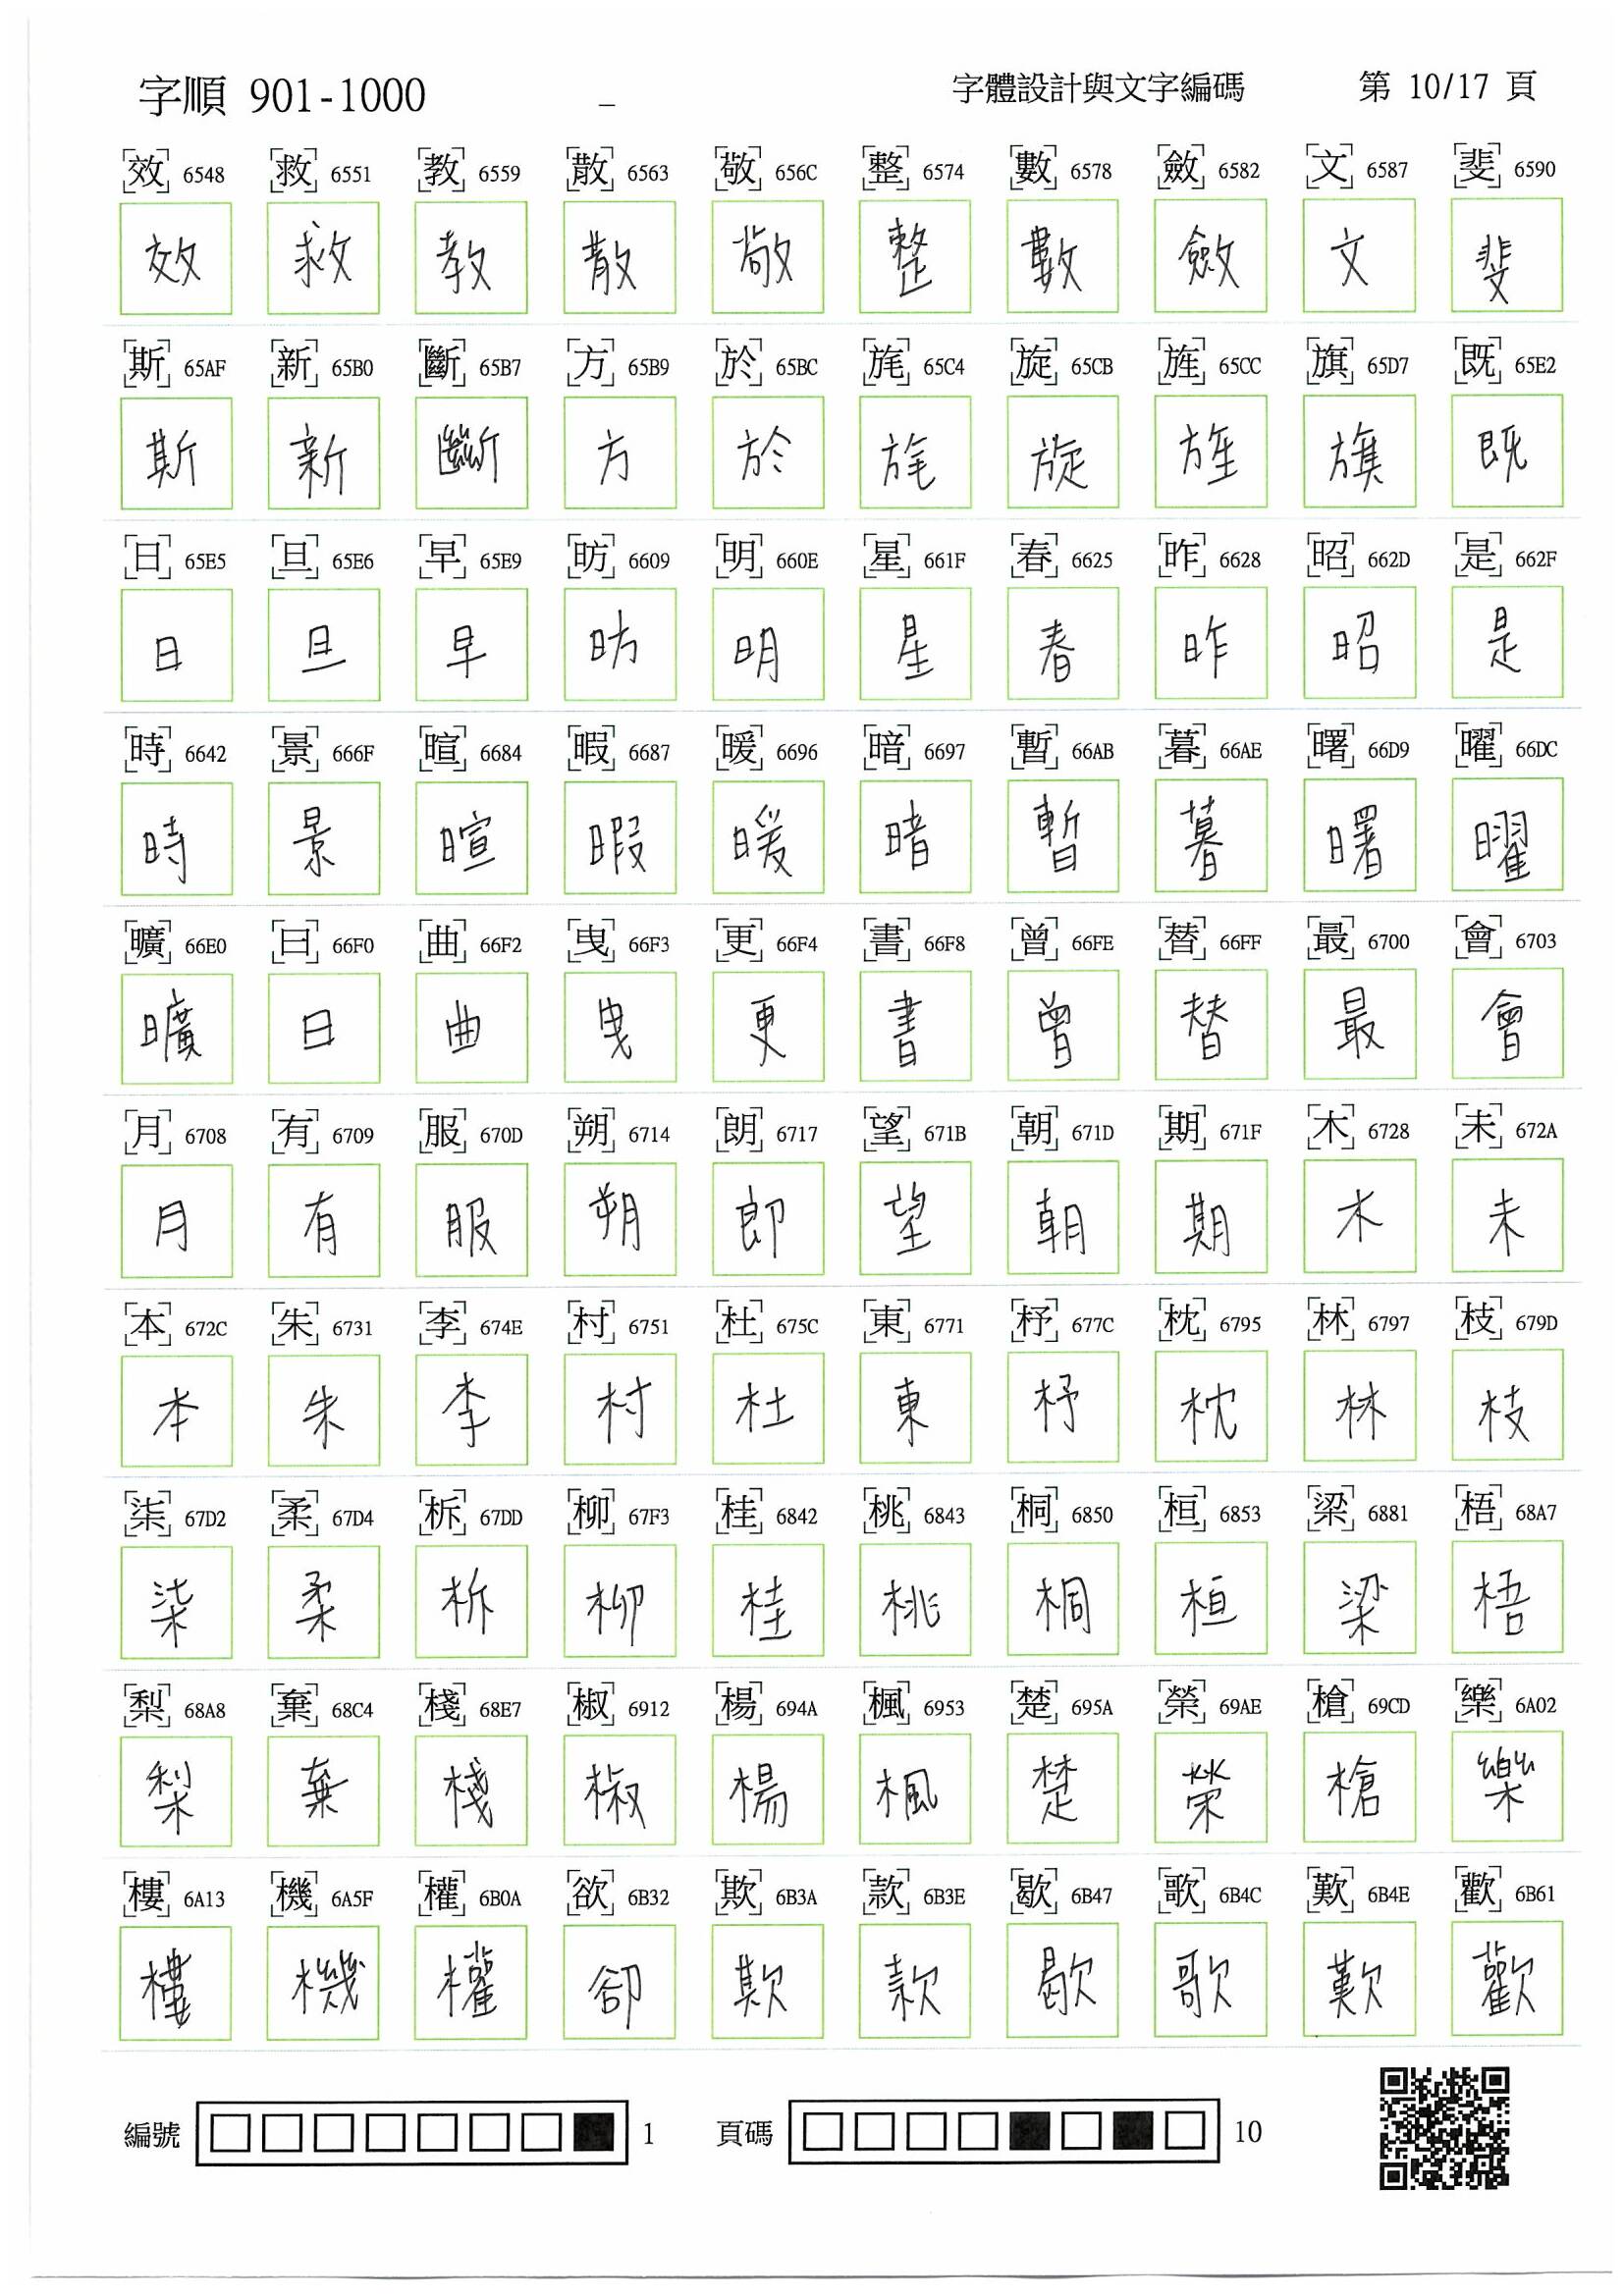 字順 901-1000 _ 字體設計與文字編碼 第 10/17 頁
效 6548 救 6551 教 6559 散 6563 敬 656C 整 6574 數 6578 斂 6582 文 6587 斐 6590
效 救 教 散 敬 整 數 斂 文 斐
斯 65AF 新 65B0 斷 65B7 方 65B9 於 65BC 旄 65C4 旋 65CB 旌 65CC 旗 65D7 既 65E2
斯 新 斷 方 於 旄 旋 旌 旗 既
日 65E5 旦 65E6 早 65E9 昉 6609 明 660E 星 661F 春 6625 昨 6628 昭 662D 是 662F
日 旦 早 昉 明 星 春 昨 昭 是
時 6642 景 666F 暄 6684 暇 6687 暖 6696 暗 6697 暫 66AB 暮 66AE 曙 66D9 曜 66DC
時 景 暄 暇 暖 暗 暫 暮 曙 曜
曠 66E0 曰 66F0 曲 66F2 曳 66F3 更 66F4 書 66F8 曾 66FE 替 66FF 最 6700 會 6703
曠 曰 曲 曳 更 書 曾 替 最 會
月 6708 有 6709 服 670D 朔 6714 朗 6717 望 671B 朝 671D 期 671F 木 6728 未 672A
月 有 服 朔 郎 望 朝 期 木 未
本 672C 朱 6731 李 674E 村 6751 杜 675C 東 6771 杼 677C 枕 6795 林 6797 枝 679D
本 朱 李 村 杜 東 杼 枕 林 枝
柒 67D2 柔 67D4 柝 67DD 柳 67F3 桂 6842 桃 6843 桐 6850 桓 6853 梁 6881 梧 68A7
柒 柔 柝 柳 桂 桃 桐 桓 梁 梧
梨 68A8 棄 68C4 棧 68E7 椒 6912 楊 694A 楓 6953 楚 695A 榮 69AE 槍 69CD 樂 6A02
梨 棄 棧 椒 楊 楓 楚 榮 槍 樂
樓 6A13 機 6A5F 權 6B0A 欲 6B32 欺 6B3A 款 6B3E 歇 6B47 歌 6B4C 歎 6B4E 歡 6B61
樓 機 權 卻 欺 款 歇 歌 歎 歡
編號 1 頁碼 10